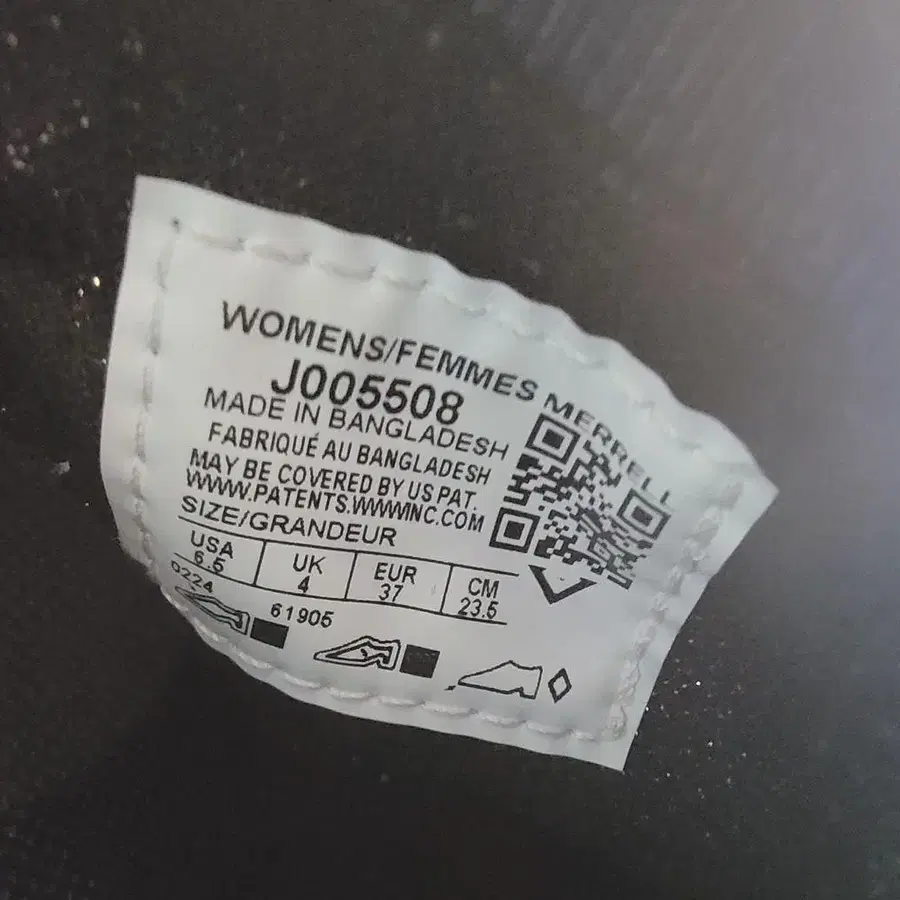 WOMENS/FEMMES MERRELL
J005508
MADE IN BANGLADESH
FABRIQUÉ AU BANGLADESH
MAY BE COVERED BY US PAT.
WWW.PATENTS.WWWINC.COM
SIZE/GRANDEUR
USA UK EUR CM
6.5 4 37 23.5
0224 61905